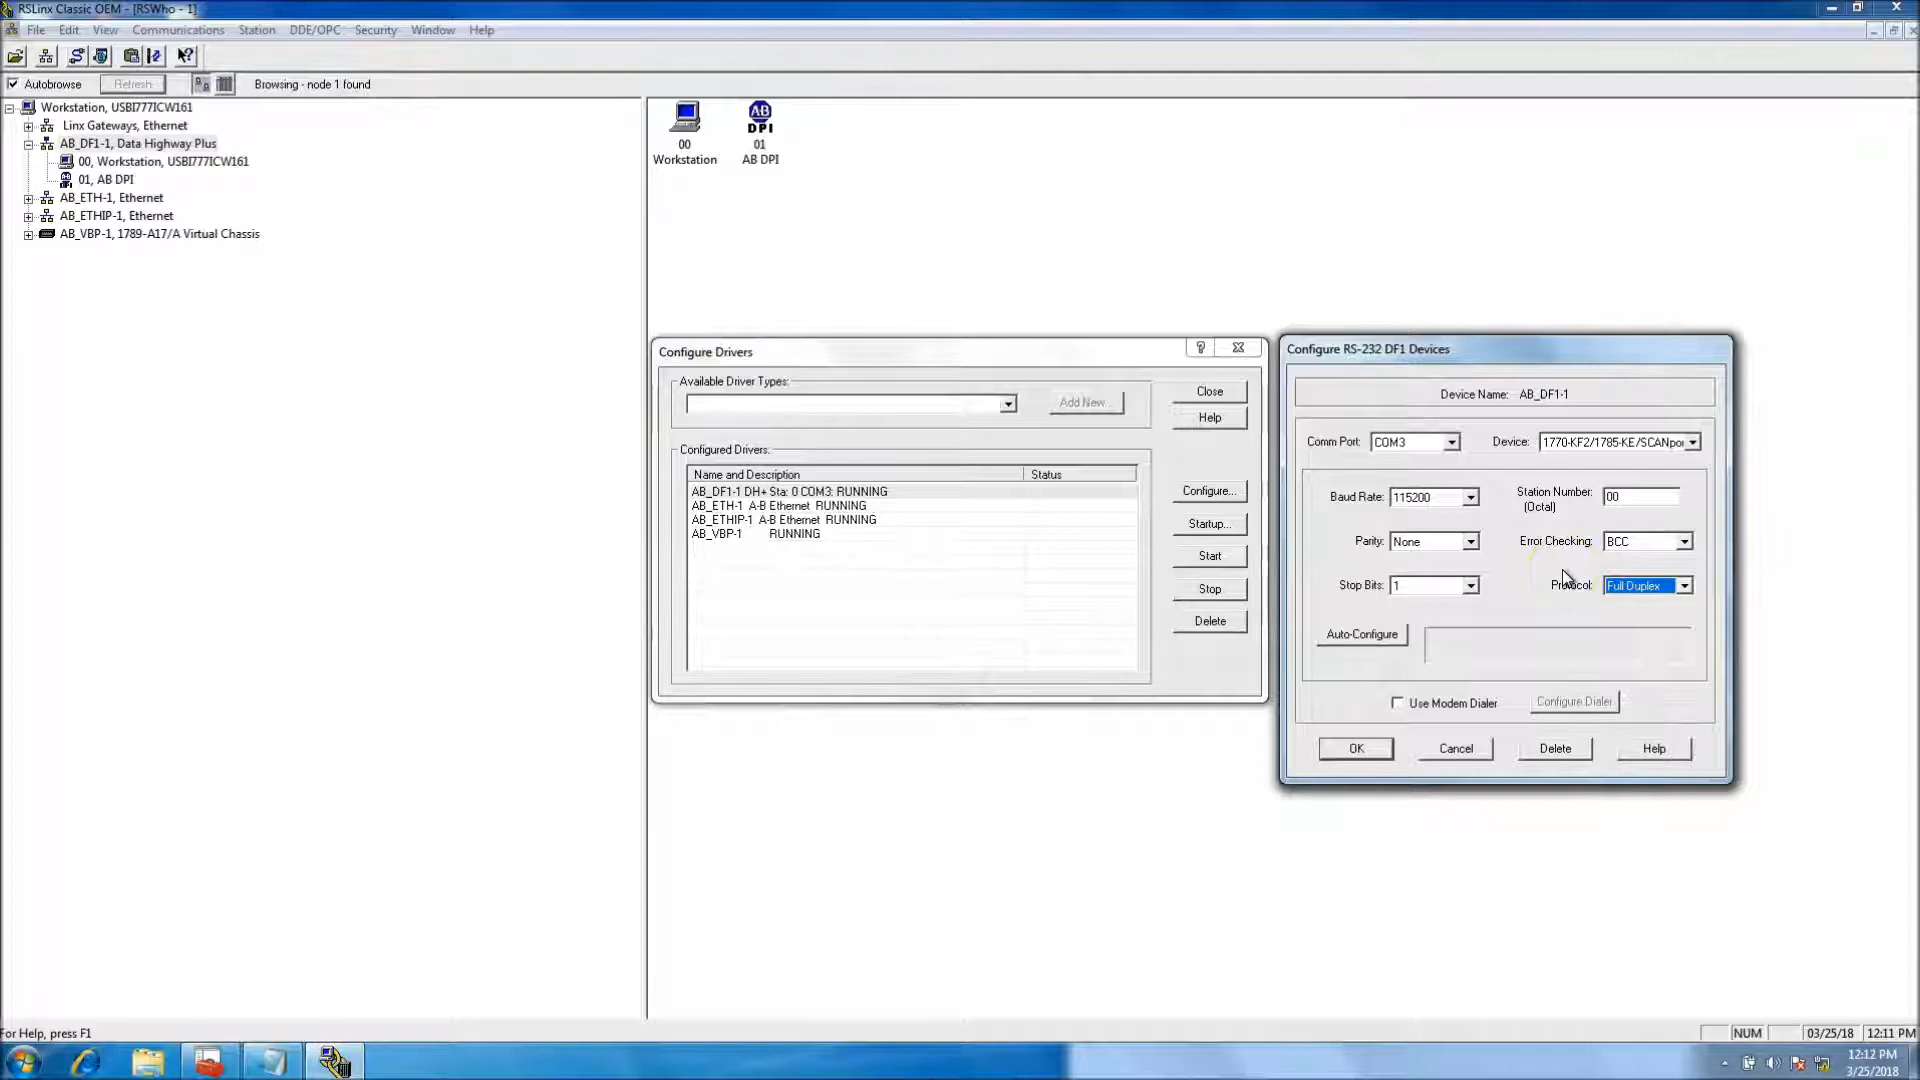 RSLinx Classic OEM - [RSWho - 1]
File Edit View Communications Station DDE/OPC Security Window Help
Autobrowse Refresh Browsing - node 1 found
Workstation, USBI777ICW161
Linx Gateways, Ethernet
AB_DF1-1, Data Highway Plus
00, Workstation, USBI777ICW161
01, AB DPI
AB_ETH-1, Ethernet
AB_ETHIP-1, Ethernet
AB_VBP-1, 1789-A17/A Virtual Chassis
AB
DPI
00 01
Workstation AB DPI
Configure Drivers
Available Driver Types:
Add New...
Close
Help
Configured Drivers:
Name and Description Status
AB_DF1-1 DH+ Sta: 0 COM3: RUNNING
AB_ETH-1 A-B Ethernet RUNNING
AB_ETHIP-1 A-B Ethernet RUNNING
AB_VBP-1 RUNNING
Configure...
Startup...
Start
Stop
Delete
Configure RS-232 DF1 Devices
Device Name: AB_DF1-1
Comm Port: COM3 Device: 1770-KF2/1785-KE/SCANpor
Baud Rate: 115200 Station Number: 00
(Octal)
Parity: None Error Checking: BCC
Stop Bits: 1 Protocol: Full Duplex
Auto-Configure
Use Modem Dialer Configure Dialer
OK Cancel Delete Help
For Help, press F1
NUM 03/25/18 12:11 PM
12:12 PM
3/25/2018